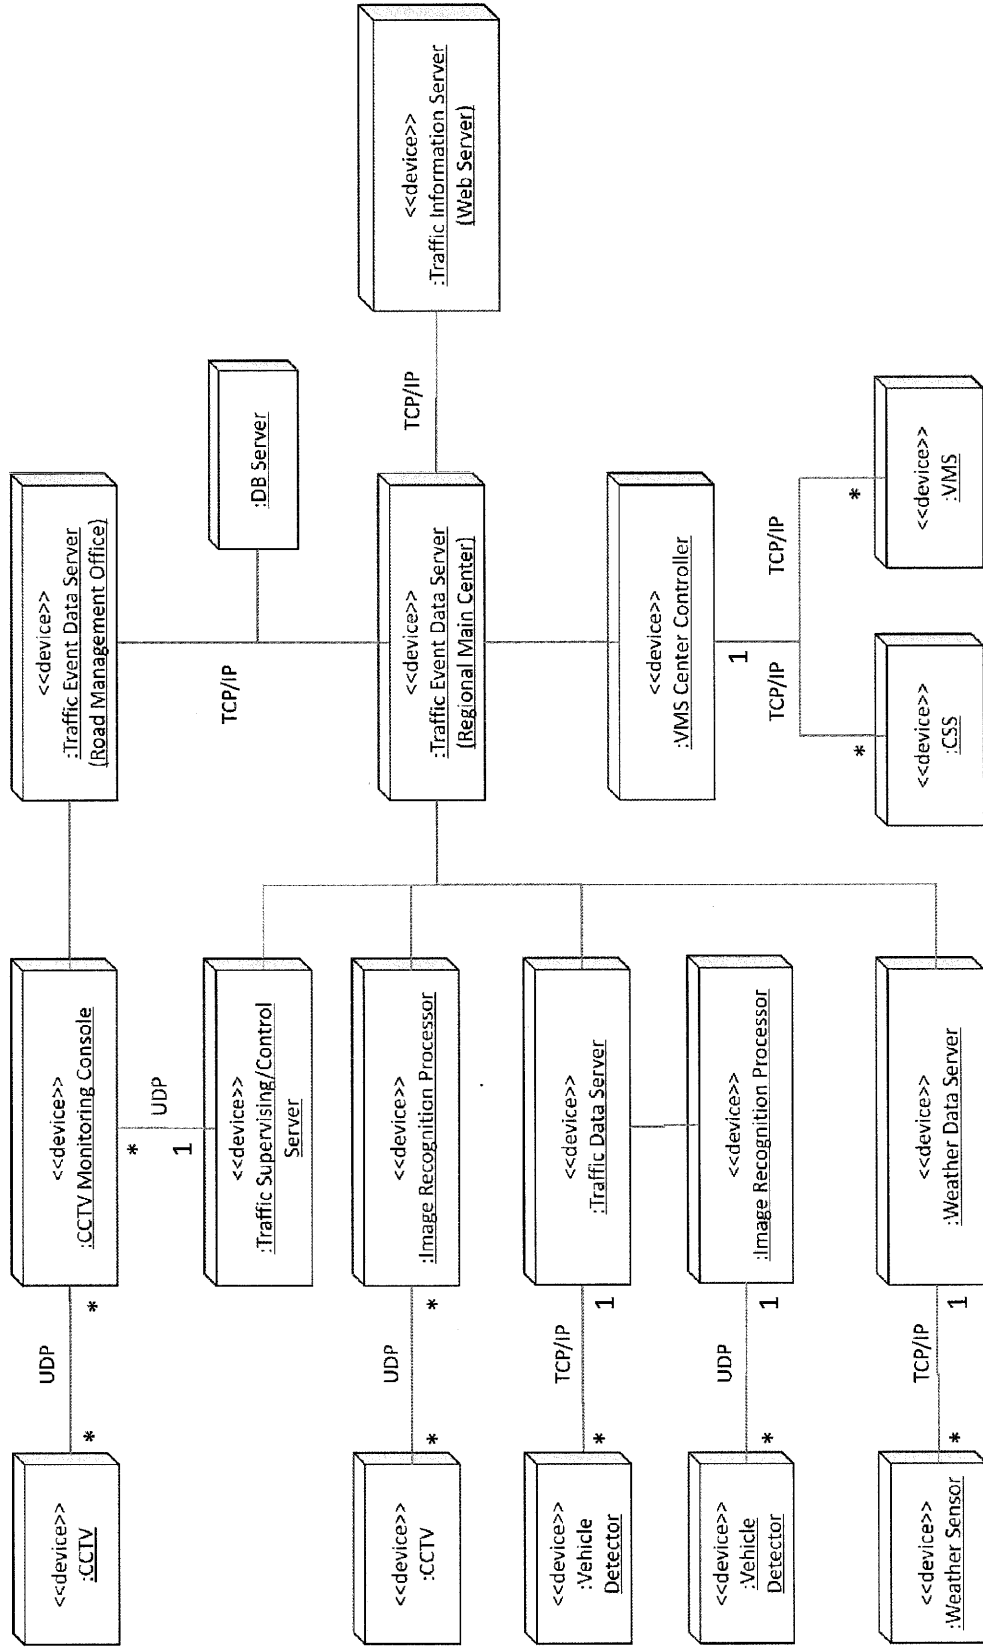 <<device>>
:CCTV
*
UDP
*
<<device>>
:CCTV Monitoring Console
<<device>>
:Traffic Event Data Server
(Road Management Office)
*
UDP
1
<<device>>
:Traffic Supervising/Control
Server
TCP/IP
:DB Server
<<device>>
:CCTV
*
UDP
*
<<device>>
:Image Recognition Processor
<<device>>
:Traffic Event Data Server
(Regional Main Center)
TCP/IP
<<device>>
:Traffic Information Server
(Web Server)
<<device>>
:Vehicle
Detector
*
TCP/IP
1
<<device>>
:Traffic Data Server
<<device>>
:VMS Center Controller
<<device>>
:Vehicle
Detector
*
UDP
1
<<device>>
:Image Recognition Processor
1
TCP/IP
TCP/IP
*
*
<<device>>
:Weather Sensor
*
TCP/IP
1
<<device>>
:Weather Data Server
<<device>>
:CSS
<<device>>
:VMS